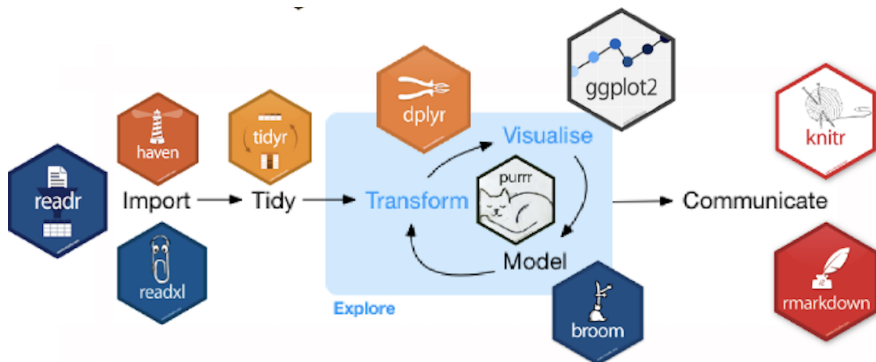 readr
haven
Import
readxl
tidyr
Tidy
dplyr
Transform
Visualise
ggplot2
purrr
Model
broom
Explore
Communicate
knitr
rmarkdown